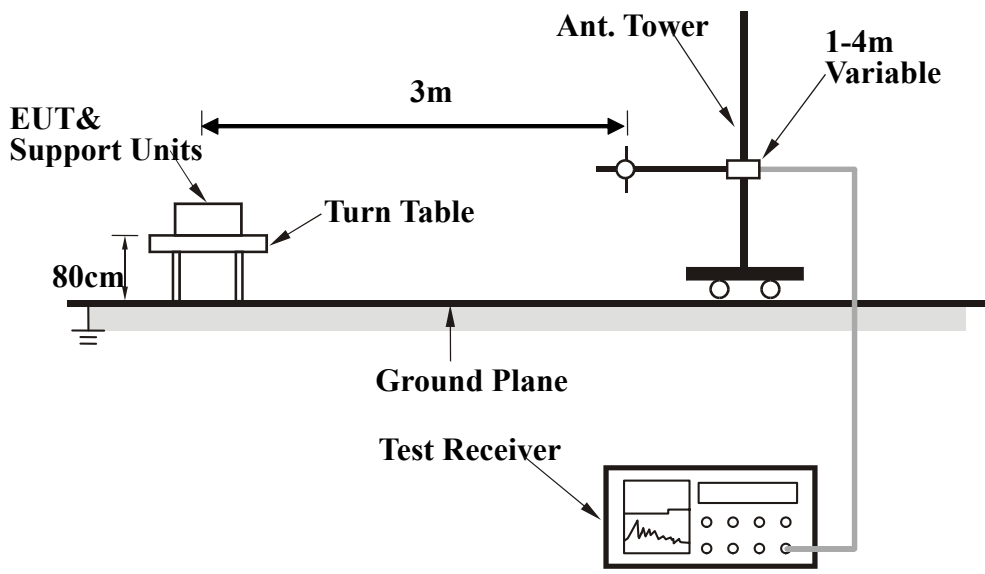 Ant. Tower
1-4m
Variable
3m
EUT&
Support Units
Turn Table
80cm
Ground Plane
Test Receiver